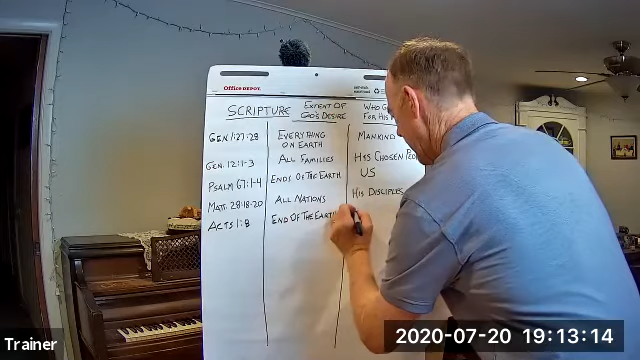 Office DEPOT
SCRIPTURE
EXTENT OF
GOD'S DESIRE
WHO G
FOR HIS
GEN. 1:27-28
EVERYTHING
ON EARTH
MANKIND
GEN. 12:1-3
ALL FAMILIES
HIS CHOSEN PEO
PSALM 67:1-4
ENDS OF THE EARTH
US
MATT. 28:18-20
ALL NATIONS
HIS DISCIPLES
ACTS 1:8
END OF THE EARTH
Trainer
2020-07-20 19:13:14